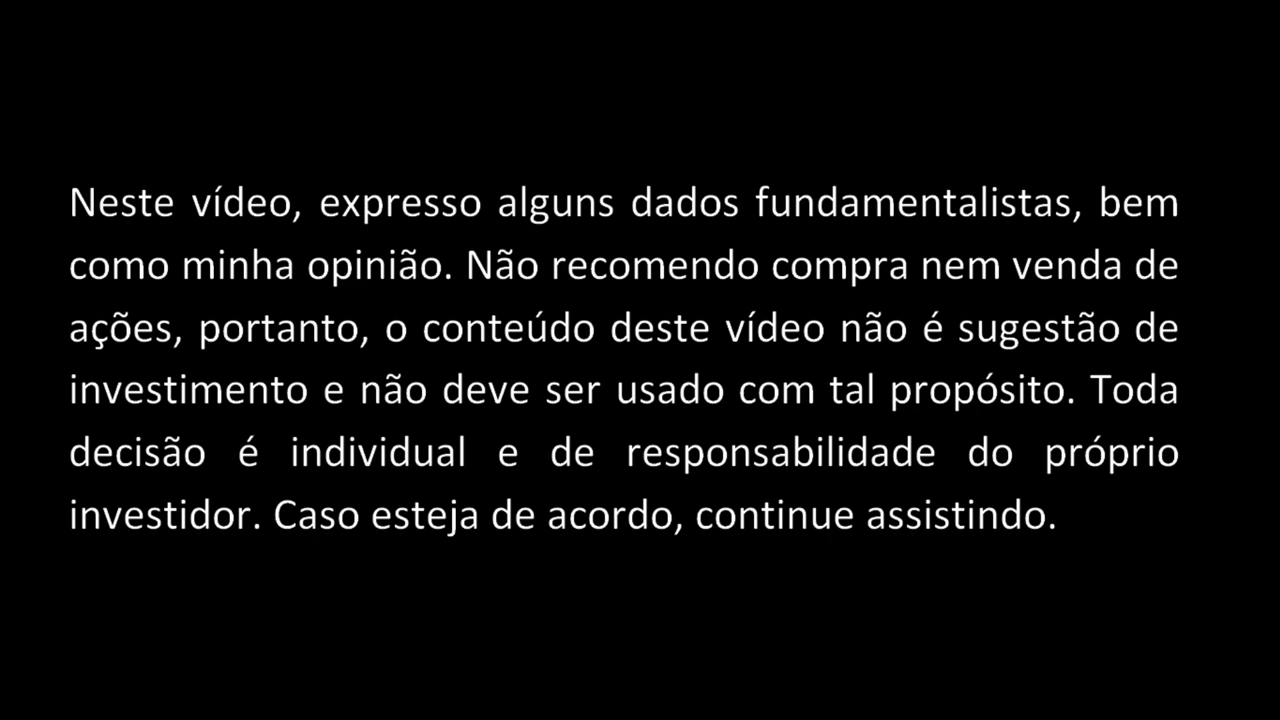 Neste vídeo, expresso alguns dados fundamentalistas, bem
como minha opinião. Não recomendo compra nem venda de
ações, portanto, o conteúdo deste vídeo não é sugestão de
investimento e não deve ser usado com tal propósito. Toda
decisão é individual e de responsabilidade do próprio
investidor. Caso esteja de acordo, continue assistindo.